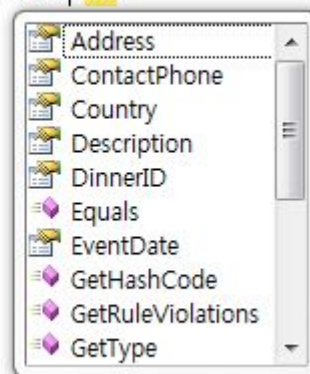 Address
ContactPhone
Country
Description
DinnerID
Equals
EventDate
GetHashCode
GetRuleViolations
GetType